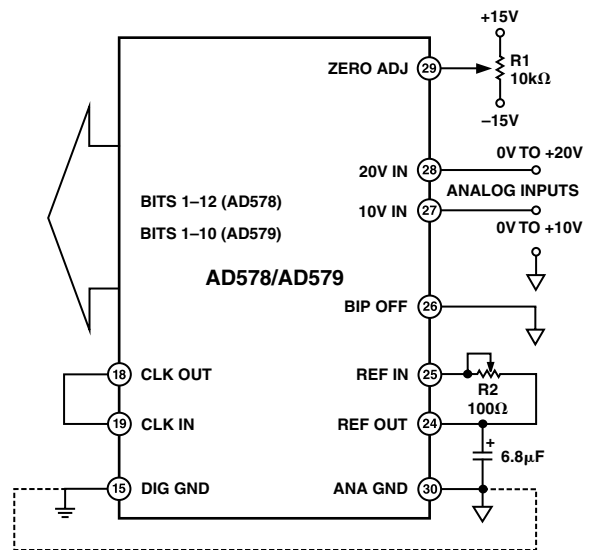 +15V
ZERO ADJ
29
R1
10kΩ
–15V
20V IN
28
0V TO +20V
ANALOG INPUTS
BITS 1–12 (AD578)
10V IN
27
0V TO +10V
BITS 1–10 (AD579)
AD578/AD579
BIP OFF
26
18
CLK OUT
REF IN
25
R2
100Ω
19
CLK IN
REF OUT
24
+
6.8μF
15
DIG GND
ANA GND
30